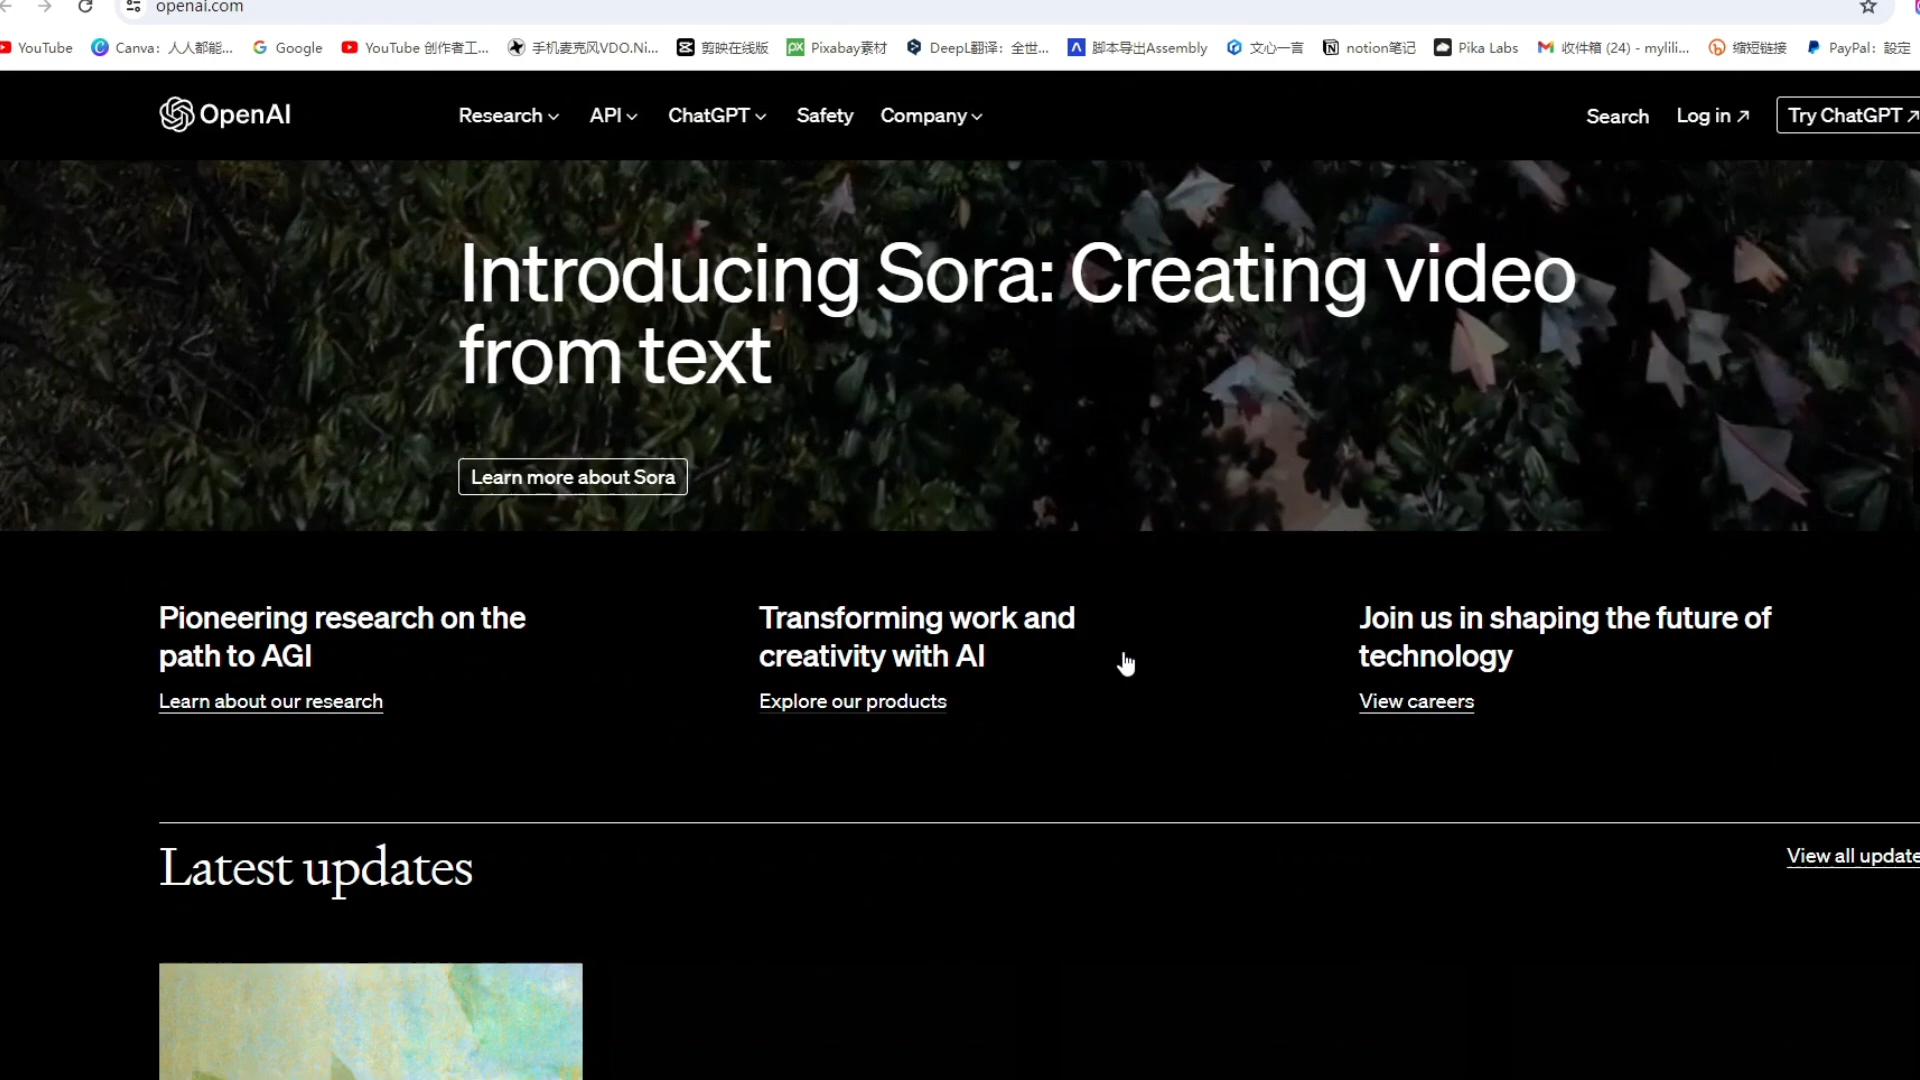 openai.com
YouTube Canva：人人都能... Google YouTube 创作者工... 手机麦克风VDO.Ni... 剪映在线版 Pixabay素材 DeepL翻译：全世... 脚本导出Assembly 文心一言 notion笔记 Pika Labs 收件箱 (24) - mylili... 缩短链接 PayPal：設定
OpenAI Research API ChatGPT Safety Company Search Log in ↗ Try ChatGPT ↗
Introducing Sora: Creating video
from text
Learn more about Sora
Pioneering research on the
path to AGI
Learn about our research
Transforming work and
creativity with AI
Explore our products
Join us in shaping the future of
technology
View careers
Latest updates
View all update